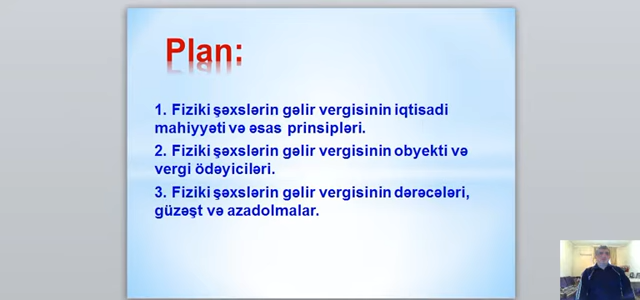 Plan:
1. Fiziki şəxslərin gəlir vergisinin iqtisadi
mahiyyəti və əsas prinsipləri.
2. Fiziki şəxslərin gəlir vergisinin obyekti və
vergi ödəyiciləri.
3. Fiziki şəxslərin gəlir vergisinin dərəcələri,
güzəşt və azadolmalar.